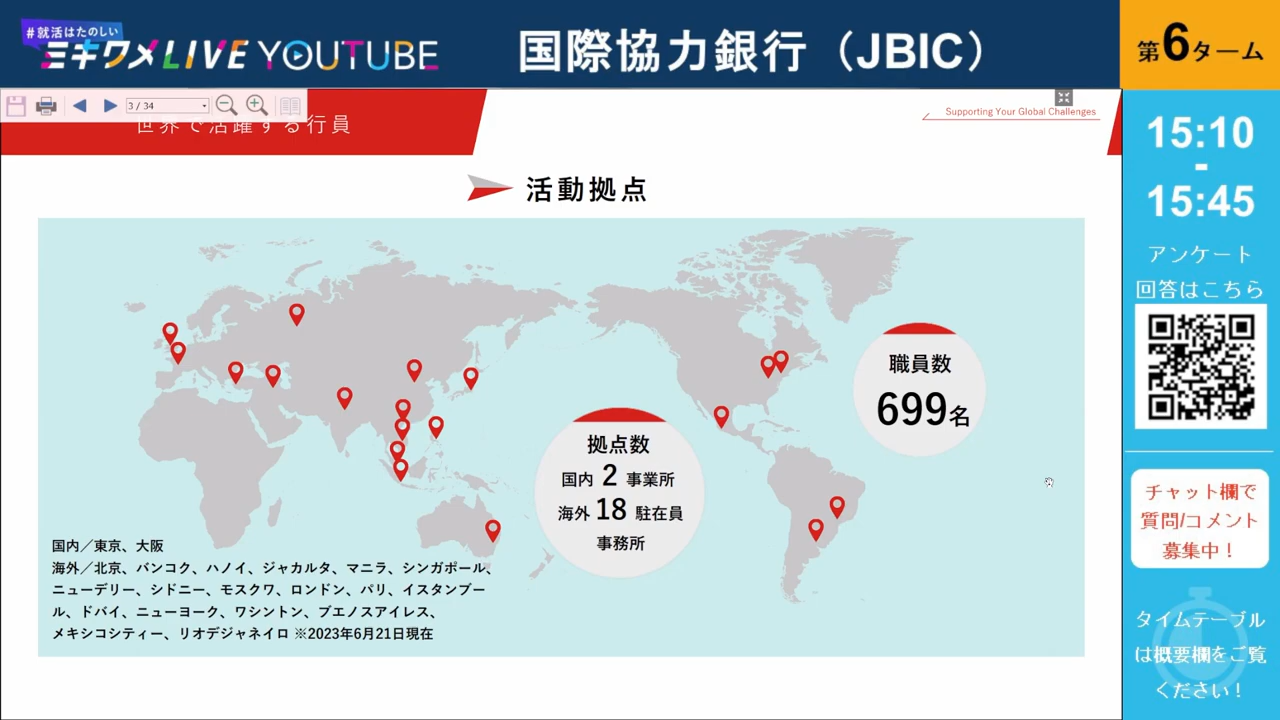 #就活はたのしい
ミキワメLIVE YOUTUBE
国際協力銀行（JBIC）
第6ターム
3 / 34
世界で活躍する行員
Supporting Your Global Challenges
活動拠点
職員数
699名
拠点数
国内 2 事業所
海外 18 駐在員
事務所
国内／東京、大阪
海外／北京、バンコク、ハノイ、ジャカルタ、マニラ、シンガポール、
ニューデリー、シドニー、モスクワ、ロンドン、パリ、イスタンブー
ル、ドバイ、ニューヨーク、ワシントン、ブエノスアイレス、
メキシコシティー、リオデジャネイロ ※2023年6月21日現在
15:10
-
15:45
アンケート
回答はこちら
チャット欄で
質問/コメント
募集中！
タイムテーブル
は概要欄をご覧
ください！